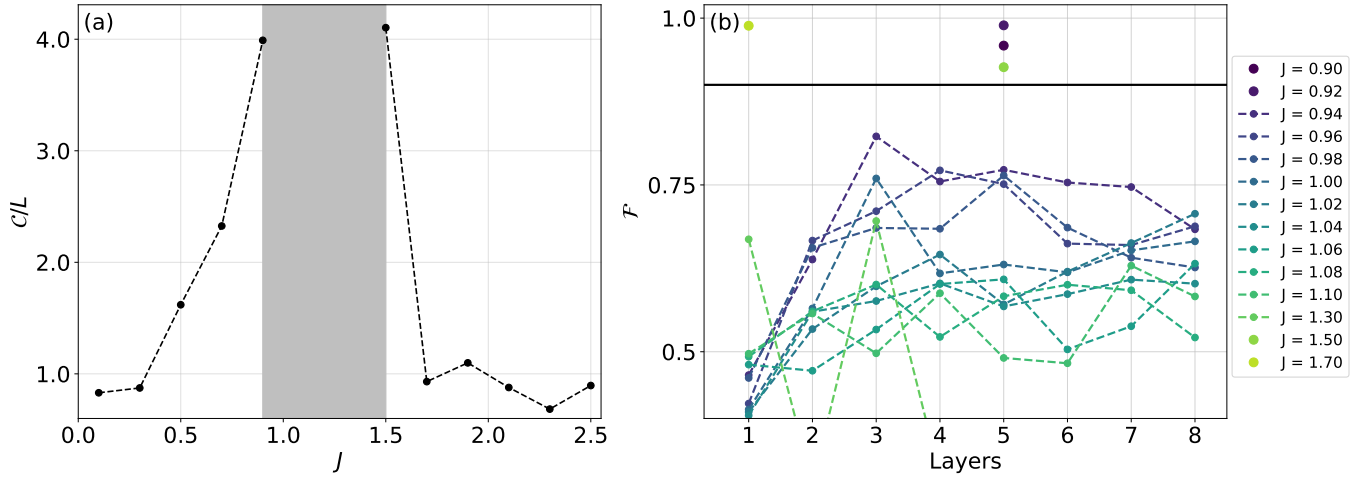 (a)
4.0
3.0
2.0
1.0
𝒞/L
0.0 0.5 1.0 1.5 2.0 2.5
J
(b)
1.0
0.75
0.5
ℱ
1 2 3 4 5 6 7 8
Layers
J = 0.90
J = 0.92
J = 0.94
J = 0.96
J = 0.98
J = 1.00
J = 1.02
J = 1.04
J = 1.06
J = 1.08
J = 1.10
J = 1.30
J = 1.50
J = 1.70